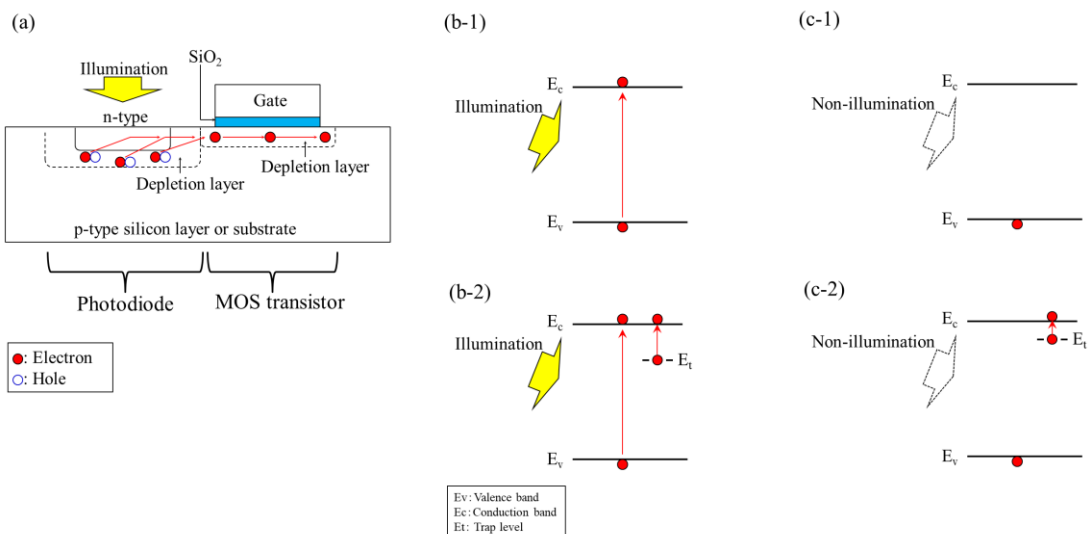 (a)
SiO2
Illumination
n-type
Gate
Depletion layer
Depletion layer
p-type silicon layer or substrate
Photodiode
MOS transistor
: Electron
: Hole
(b-1)
Ec
Illumination
Ev
(c-1)
Ec
Non-illumination
Ev
(b-2)
Ec
Illumination
Et
Ev
Ev: Valence band
Ec: Conduction band
Et: Trap level
(c-2)
Ec
Non-illumination
Et
Ev